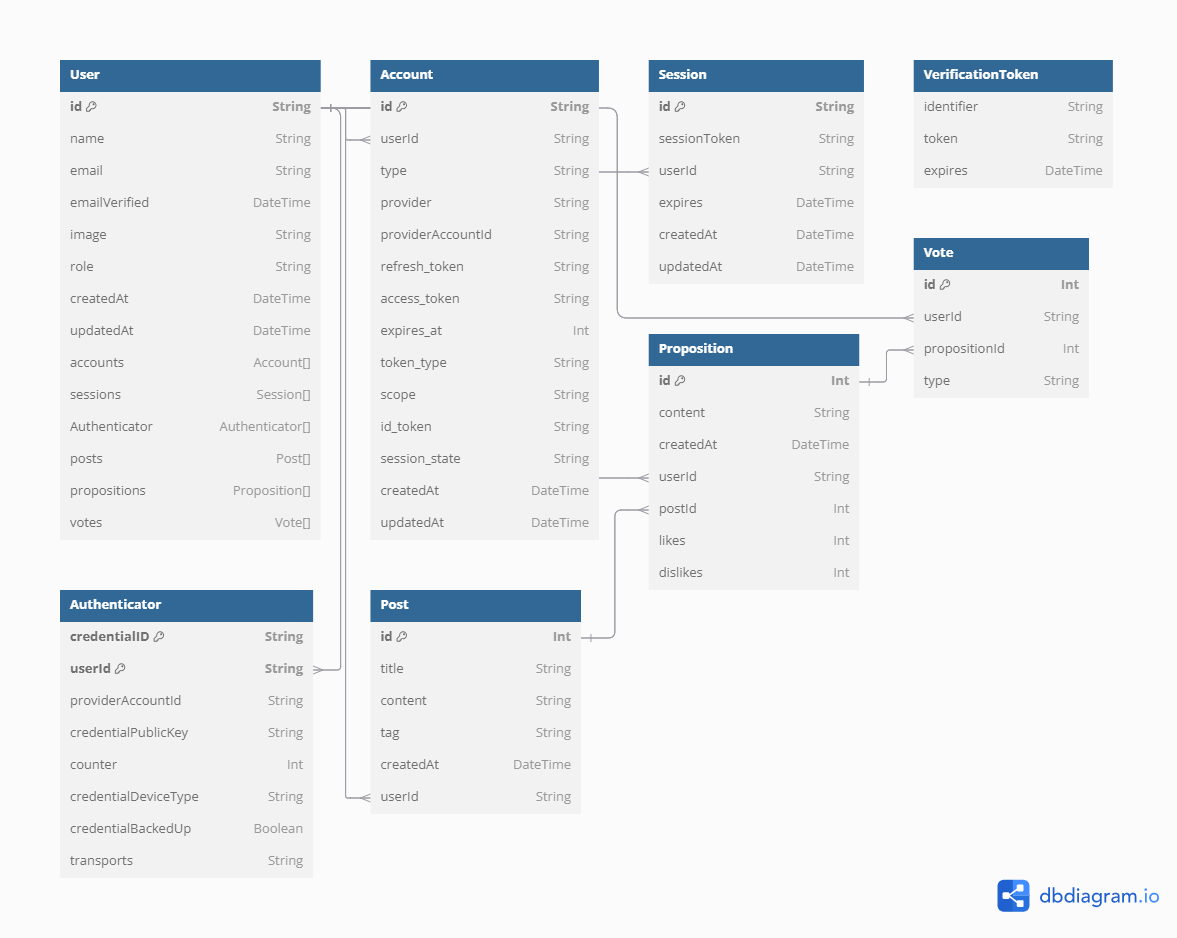 User
id String
name String
email String
emailVerified DateTime
image String
role String
createdAt DateTime
updatedAt DateTime
accounts Account[]
sessions Session[]
Authenticator Authenticator[]
posts Post[]
propositions Proposition[]
votes Vote[]
Account
id String
userId String
type String
provider String
providerAccountId String
refresh_token String
access_token String
expires_at Int
token_type String
scope String
id_token String
session_state String
createdAt DateTime
updatedAt DateTime
Session
id String
sessionToken String
userId String
expires DateTime
createdAt DateTime
updatedAt DateTime
VerificationToken
identifier String
token String
expires DateTime
Vote
id Int
userId String
propositionId Int
type String
Proposition
id Int
content String
createdAt DateTime
userId String
postId Int
likes Int
dislikes Int
Authenticator
credentialID String
userId String
providerAccountId String
credentialPublicKey String
counter Int
credentialDeviceType String
credentialBackedUp Boolean
transports String
Post
id Int
title String
content String
tag String
createdAt DateTime
userId String
dbdiagram.io